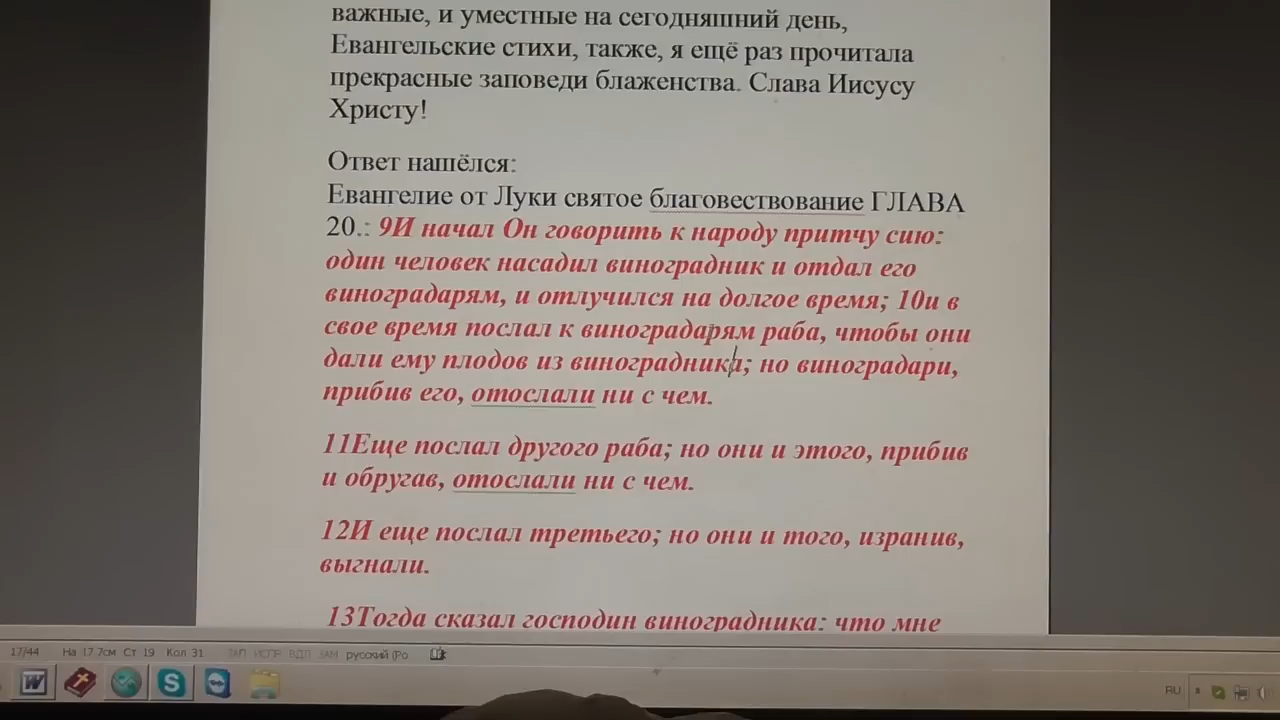 важные, и уместные на сегодняшний день,
Евангельские стихи, также, я ещё раз прочитала
прекрасные заповеди блаженства. Слава Иисусу
Христу!
Ответ нашёлся:
Евангелие от Луки святое благовествование ГЛАВА
20.: 9И начал Он говорить к народу притчу сию:
один человек насадил виноградник и отдал его
виноградарям, и отлучился на долгое время; 10и в
свое время послал к виноградарям раба, чтобы они
дали ему плодов из виноградника; но виноградари,
прибив его, отослали ни с чем.
11Еще послал другого раба; но они и этого, прибив
и обругав, отослали ни с чем.
12И еще послал третьего; но они и того, изранив,
выгнали.
13Тогда сказал господин виноградника: что мне
17/44 На 17.7см Ст 19 Кол 31 ЗАП ИСПР ВДЛ ЗАМ русский (Ро
RU